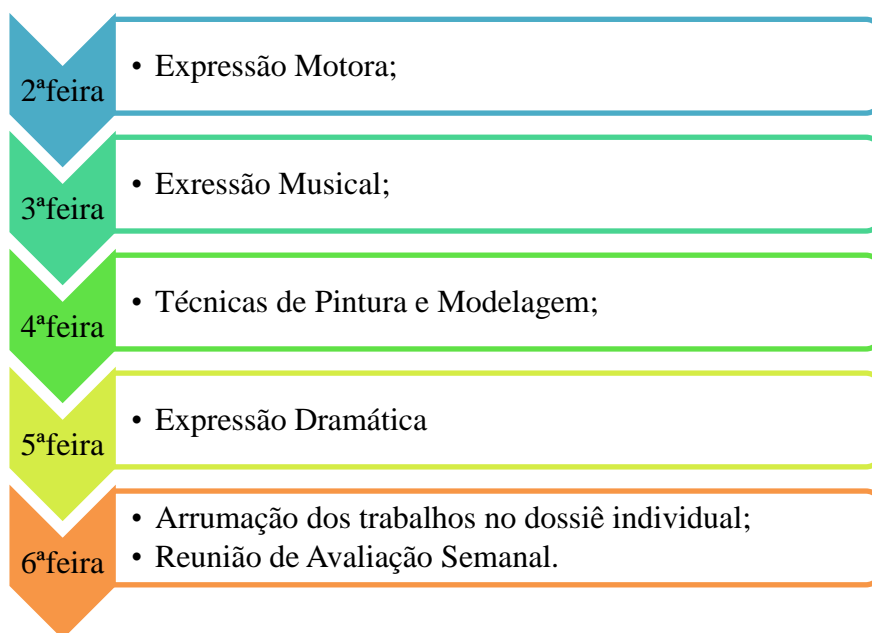 2ªfeira
• Expressão Motora;
3ªfeira
• Exressão Musical;
4ªfeira
• Técnicas de Pintura e Modelagem;
5ªfeira
• Expressão Dramática
6ªfeira
• Arrumação dos trabalhos no dossiê individual;
• Reunião de Avaliação Semanal.